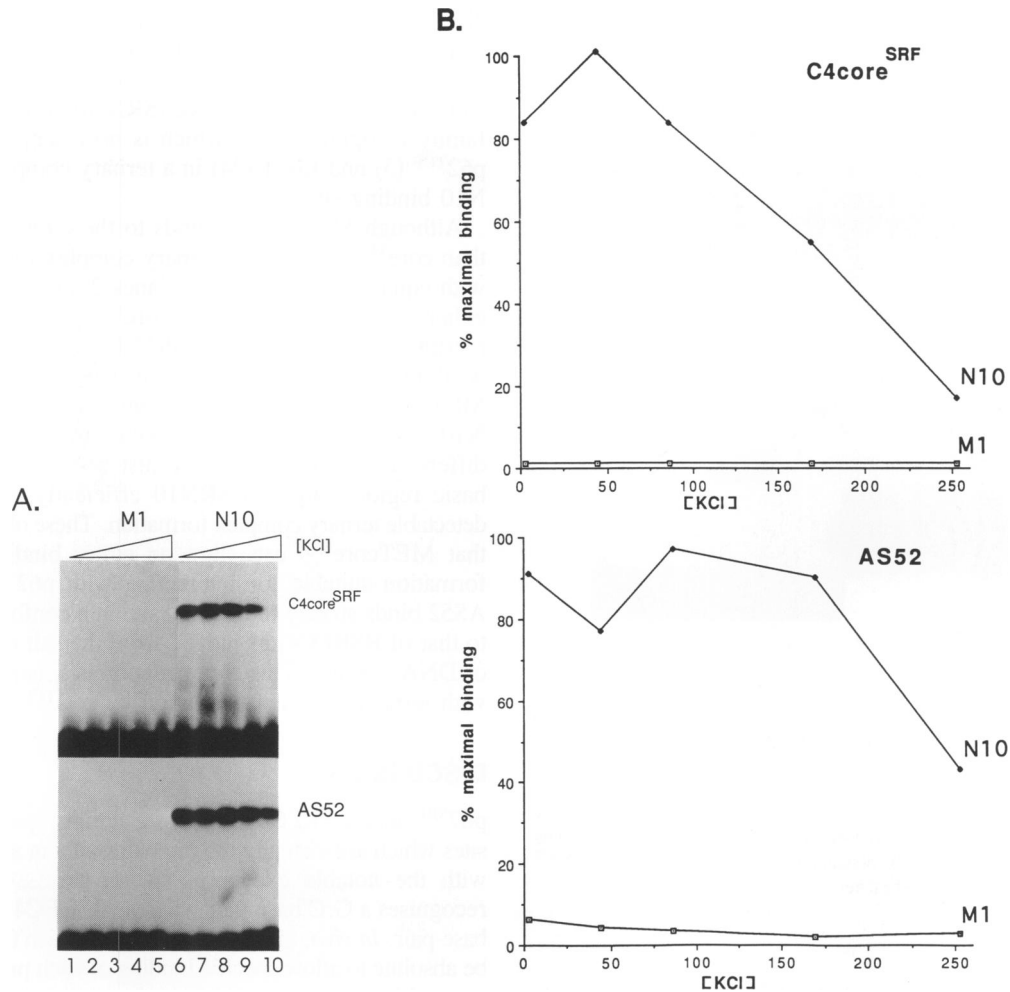 B.
C4core^SRF
% maximal binding
100
80
60
40
20
0
N10
M1
0 50 100 150 200 250
[KCl]
A.
M1 N10
[KCl]
C4core^SRF
AS52
1 2 3 4 5 6 7 8 9 10
AS52
% maximal binding
100
80
60
40
20
0
N10
M1
0 50 100 150 200 250
[KCl]